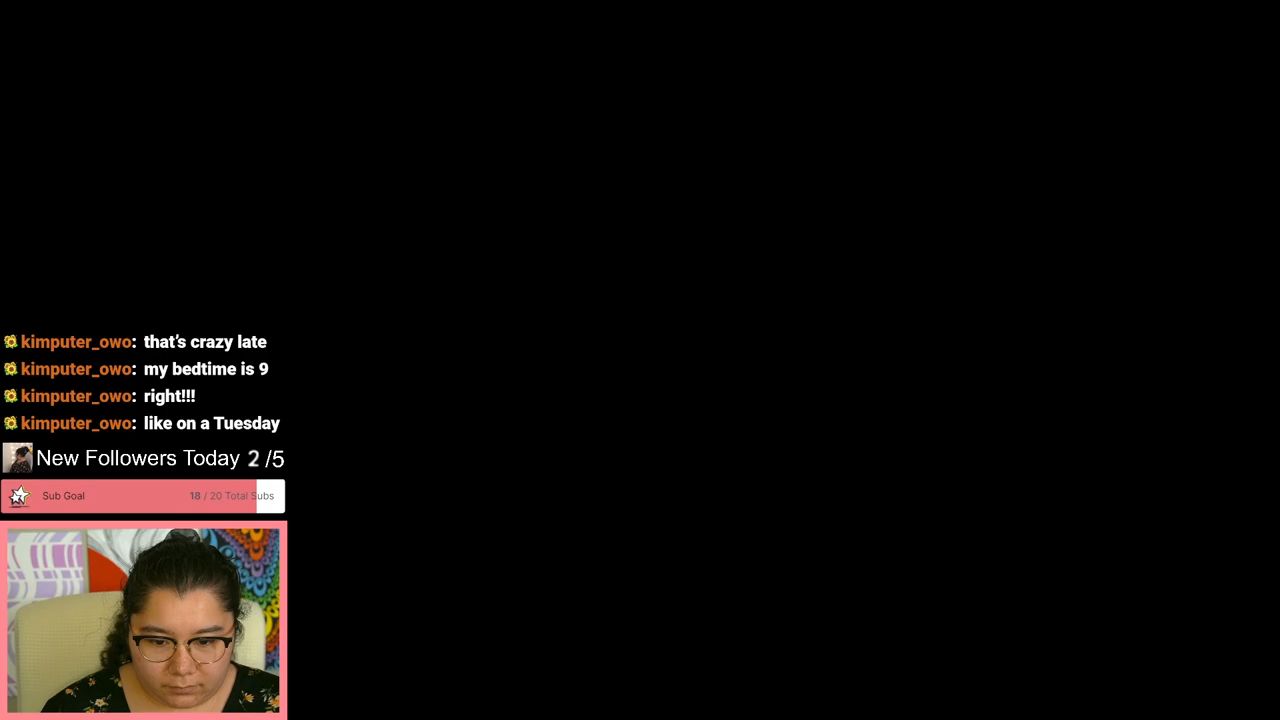 kimputer_owo: that's crazy late
kimputer_owo: my bedtime is 9
kimputer_owo: right!!!
kimputer_owo: like on a Tuesday
New Followers Today 2 /5
Sub Goal 18 / 20 Total Subs